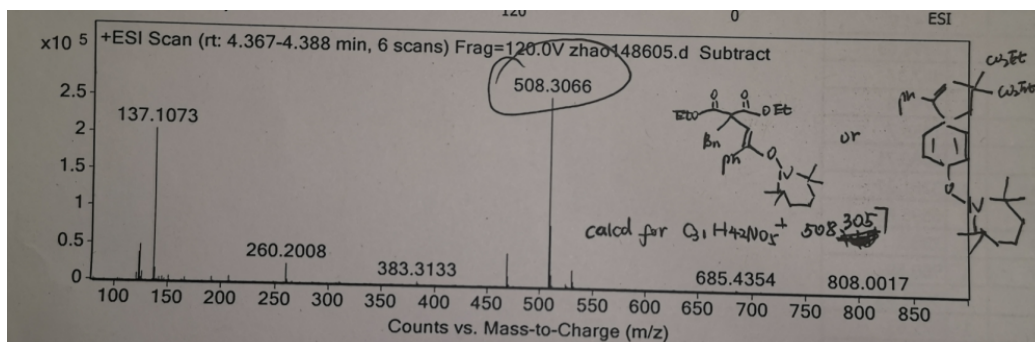 120 0 ESI
x10 5 +ESI Scan (rt: 4.367-4.388 min, 6 scans) Frag=120.0V zhao148605.d Subtract
508.3066
137.1073
260.2008
383.3133
685.4354
808.0017
2.5
2
1.5
1
0.5
0
100 150 200 250 300 350 400 450 500 550 600 650 700 750 800 850
Counts vs. Mass-to-Charge (m/z)
O O
EtO OEt
Bn
Ph
O
N
or
Ph
CO2Et
CO2Et
O
N
calcd for C31H42NO5+ 508.3057